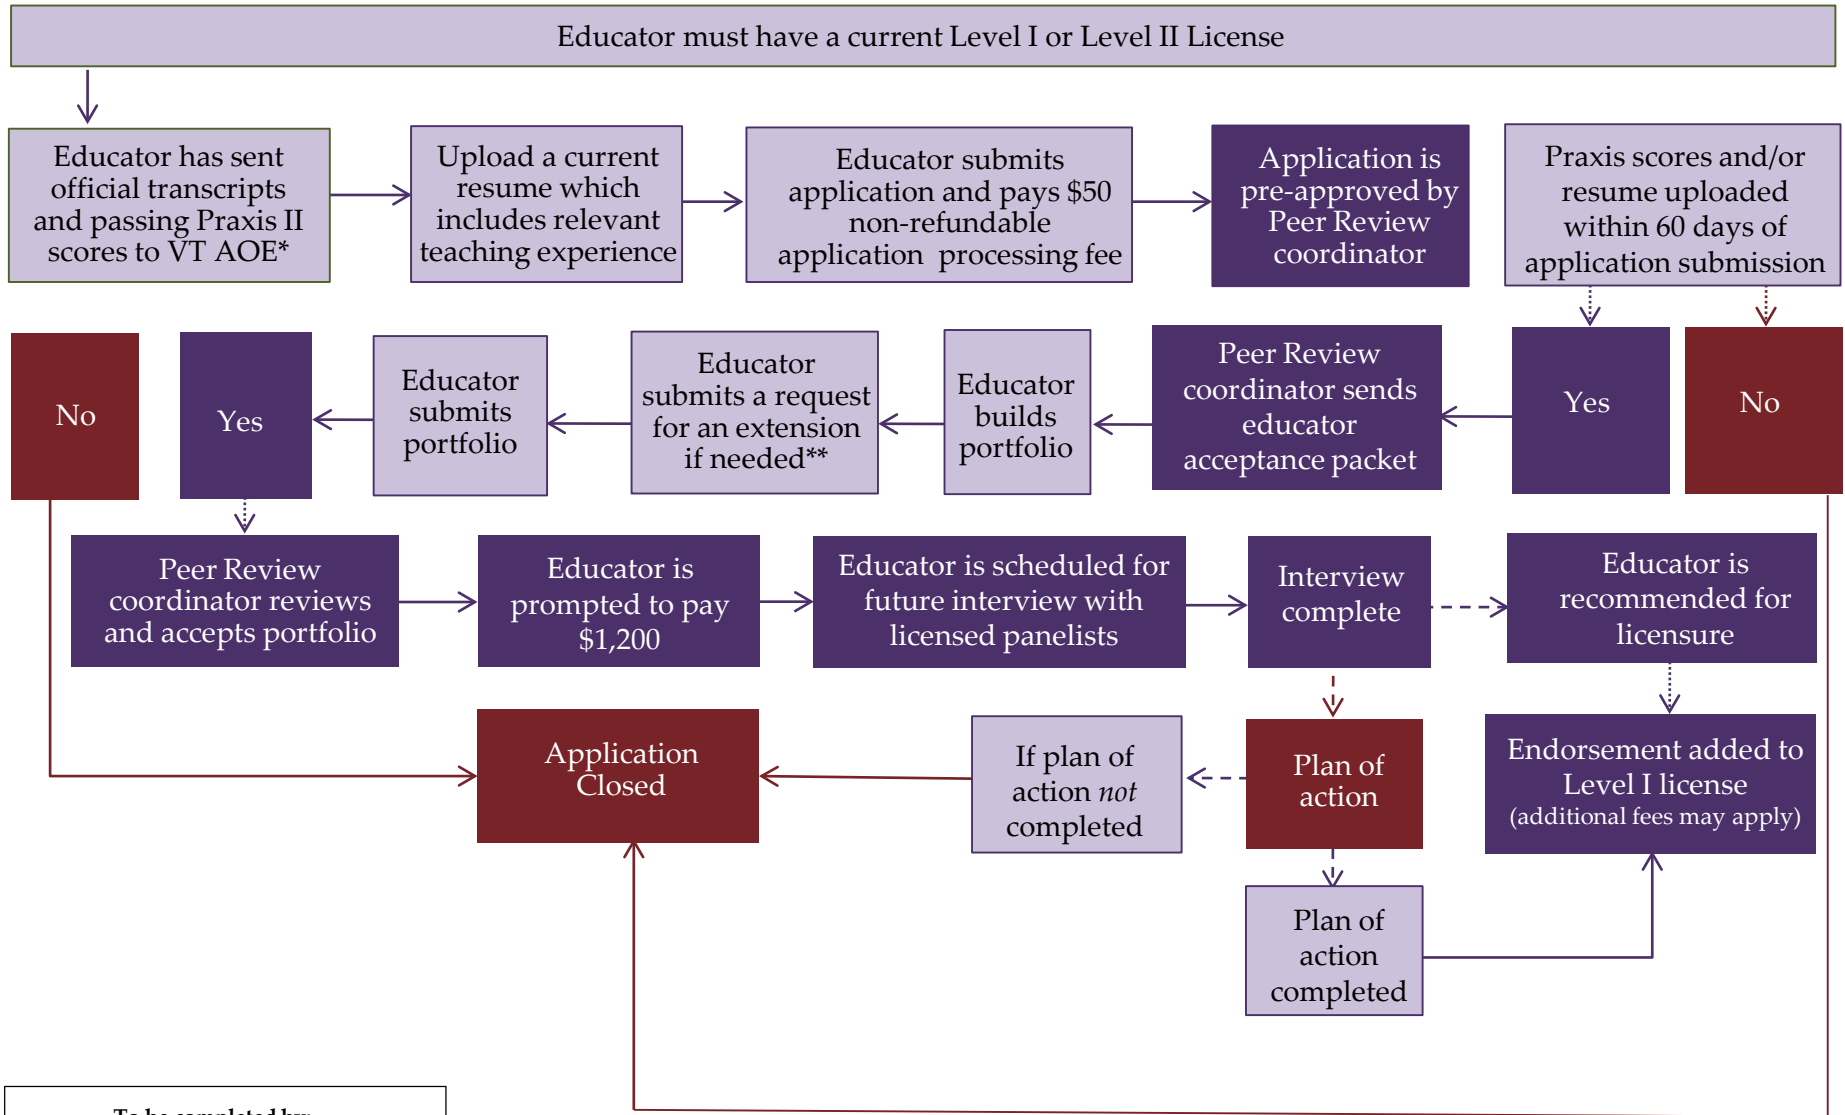 Educator must have a current Level I or Level II License
Educator has sent
official transcripts
and passing Praxis II
scores to VT AOE*
Upload a current
resume which
includes relevant
teaching experience
Educator submits
application and pays $50
non-refundable
application processing fee
Application is
pre-approved by
Peer Review
coordinator
Praxis scores and/or
resume uploaded
within 60 days of
application submission
No
Yes
Educator
submits
portfolio
Educator
submits a request
for an extension
if needed**
Educator
builds
portfolio
Peer Review
coordinator sends
educator
acceptance packet
Yes
No
Peer Review
coordinator reviews
and accepts portfolio
Educator is
prompted to pay
$1,200
Educator is scheduled for
future interview with
licensed panelists
Interview
complete
Educator is
recommended for
licensure
Application
Closed
If plan of
action not
completed
Plan of
action
Endorsement added to
Level I license
(additional fees may apply)
Plan of
action
completed
To be completed by: